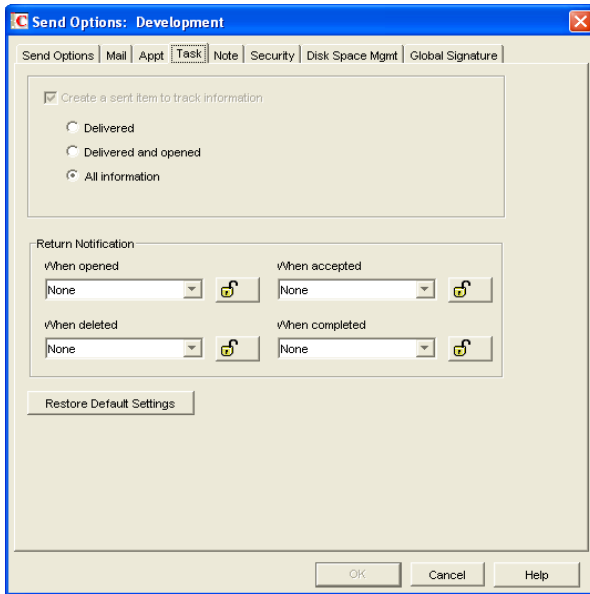 Send Options: Development
Send Options Mail Appt Task Note Security Disk Space Mgmt Global Signature
Create a sent item to track information
Delivered
Delivered and opened
All information
Return Notification
When opened When accepted
None None
When deleted When completed
None None
Restore Default Settings
OK Cancel Help